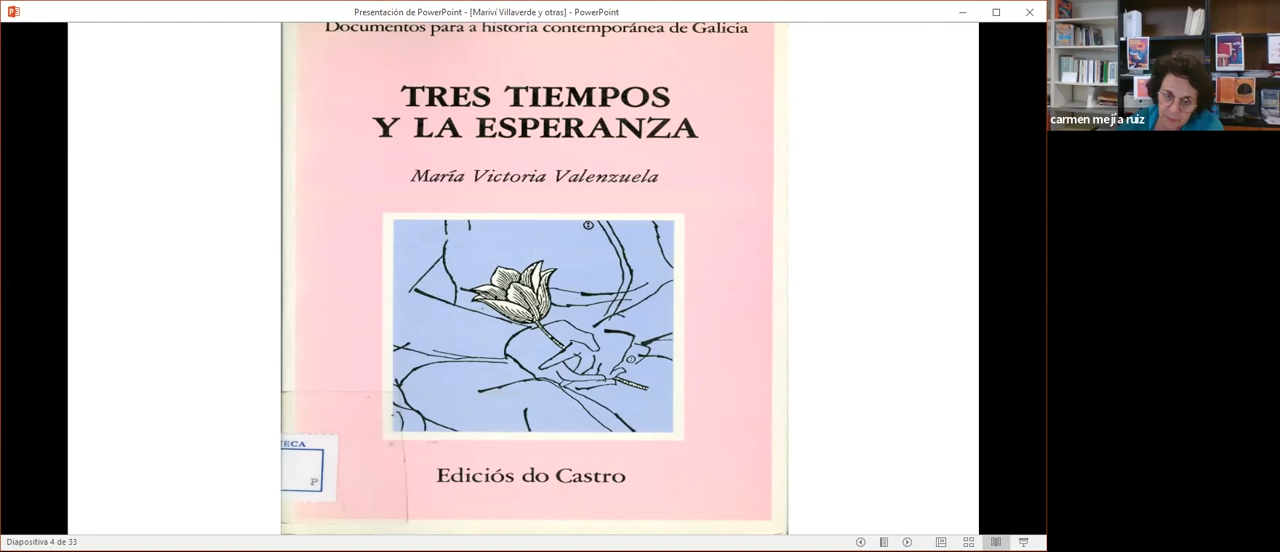 Presentación de PowerPoint - [Mariví Villaverde y otras] - PowerPoint
carmen mejía ruiz
Documentos para a historia contemporánea de Galicia
TRES TIEMPOS
Y LA ESPERANZA
María Victoria Valenzuela
TECA
P
Ediciós do Castro
Diapositiva 4 de 33